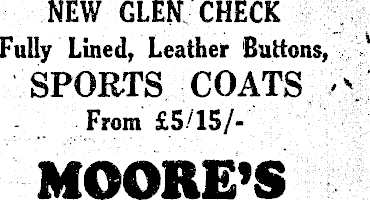 NEW GLEN CHECK
Fully Lined, Leather Buttons,
SPORTS COATS
From £5/15/-
MOORE'S